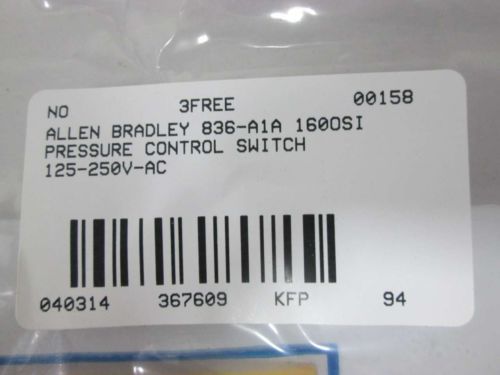 NO 3FREE 00158
ALLEN BRADLEY 836-A1A 160OSI
PRESSURE CONTROL SWITCH
125-250V-AC
040314 367609 KFP 94